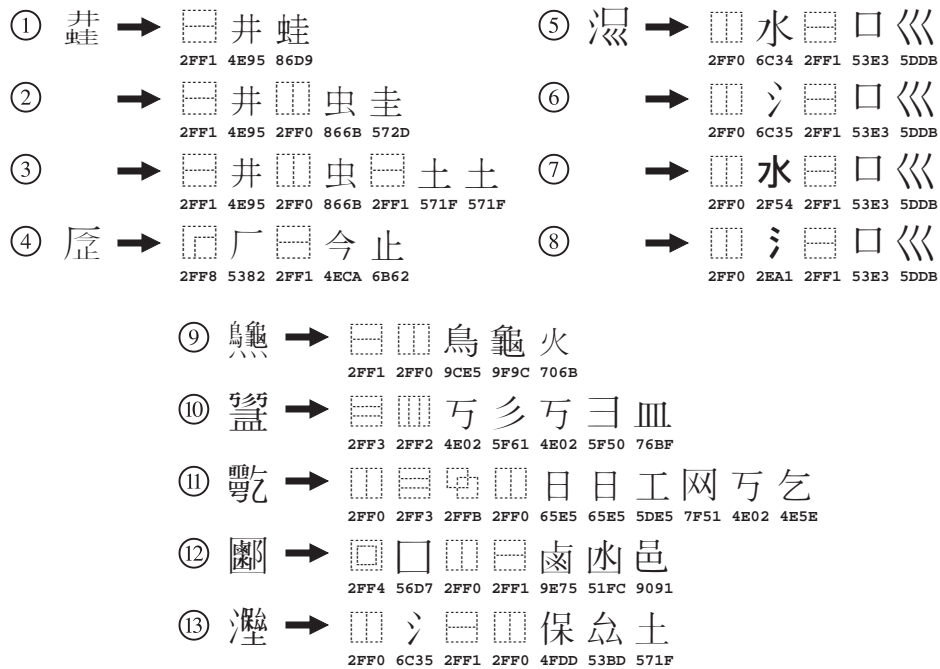 ① 𮔉 ➡ ⿱ 井 蛙
2FF1 4E95 86D9
② ➡ ⿱ 井 ⿰ 虫 圭
2FF1 4E95 2FF0 866B 572D
③ ➡ ⿱ 井 ⿰ 虫 ⿱ 土 土
2FF1 4E95 2FF0 866B 2FF1 571F 571F
④ ➡ ⿸ 厂 ⿱ 今 止
2FF8 5382 2FF1 4ECA 6B62
⑤ ➡ ⿰ 水 ⿱ 口 巛
2FF0 6C34 2FF1 53E3 5DDB
⑥ ➡ ⿰ 氵 ⿱ 口 巛
2FF0 6C35 2FF1 53E3 5DDB
⑦ ➡ ⿰ ⽔ ⿱ 口 巛
2FF0 2F54 2FF1 53E3 5DDB
⑧ ➡ ⿰ ⺡ ⿱ 口 巛
2FF0 2EA1 2FF1 53E3 5DDB
⑨ ➡ ⿱ ⿰ 鳥 龜 火
2FF1 2FF0 9CE5 9F9C 706B
⑩ ➡ ⿳ ⿲ 丂 彡 丂 彐 皿
2FF3 2FF2 4E02 5F61 4E02 5F50 76BF
⑪ ➡ ⿰ ⿳ ⿻ ⿰ 日 日 工 网 丂 乞
2FF0 2FF3 2FFB 2FF0 65E5 65E5 5DE5 7F51 4E02 4E5E
⑫ ➡ ⿴ 囗 ⿰ ⿱ 鹵 凼 邑
2FF4 56D7 2FF0 2FF1 9E75 51FC 9091
⑬ ➡ ⿰ 氵 ⿱ ⿰ 保 厽 土
2FF0 6C35 2FF1 2FF0 4FDD 53BD 571F